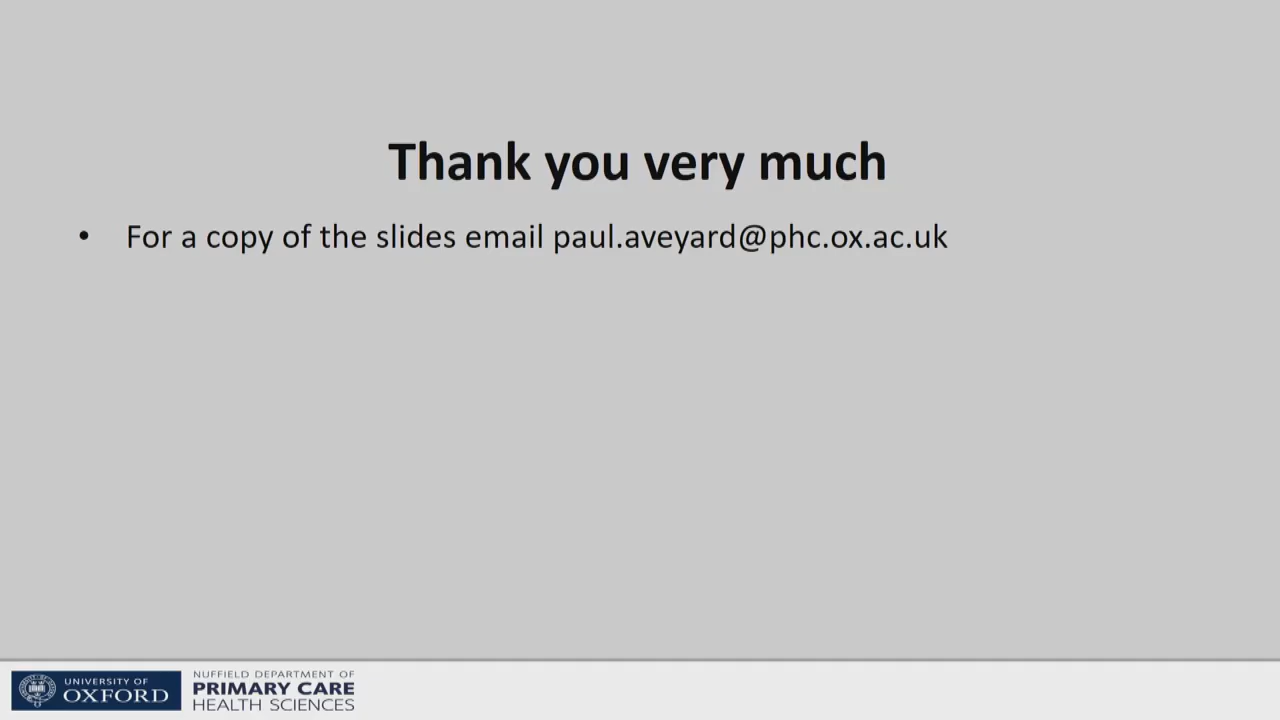 Thank you very much
• For a copy of the slides email paul.aveyard@phc.ox.ac.uk
UNIVERSITY OF
OXFORD
NUFFIELD DEPARTMENT OF
PRIMARY CARE
HEALTH SCIENCES